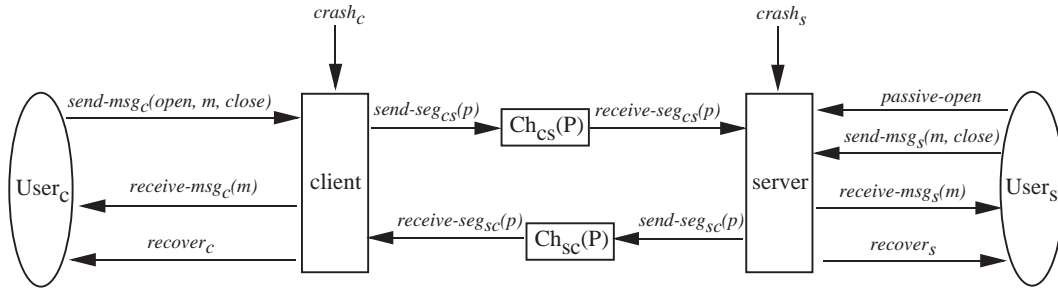 crash_c
crash_s
send-msg_c(open, m, close)
send-seg_cs(p)
receive-seg_cs(p)
passive-open
Ch_cs(P)
send-msg_s(m, close)
User_c
client
server
User_s
receive-msg_c(m)
receive-msg_s(m)
receive-seg_sc(p)
send-seg_sc(p)
Ch_sc(P)
recover_c
recover_s